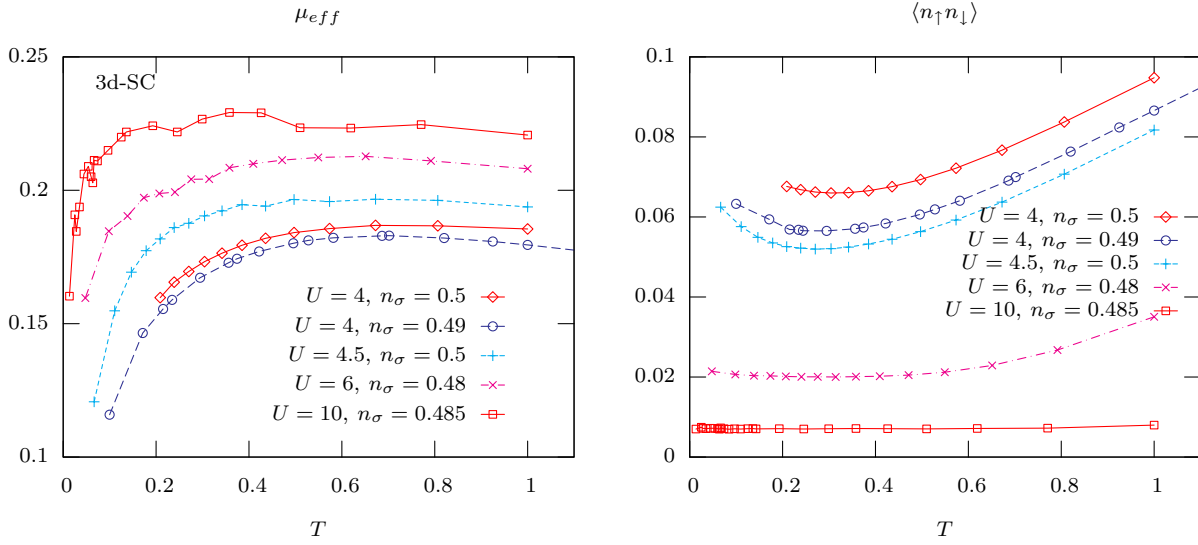 μ_eff
0.25
0.2
0.15
0.1
3d-SC
U = 4, n_σ = 0.5
U = 4, n_σ = 0.49
U = 4.5, n_σ = 0.5
U = 6, n_σ = 0.48
U = 10, n_σ = 0.485
0 0.2 0.4 0.6 0.8 1
T
⟨n↑n↓⟩
0.1
0.08
0.06
0.04
0.02
0
U = 4, n_σ = 0.5
U = 4, n_σ = 0.49
U = 4.5, n_σ = 0.5
U = 6, n_σ = 0.48
U = 10, n_σ = 0.485
0 0.2 0.4 0.6 0.8 1
T